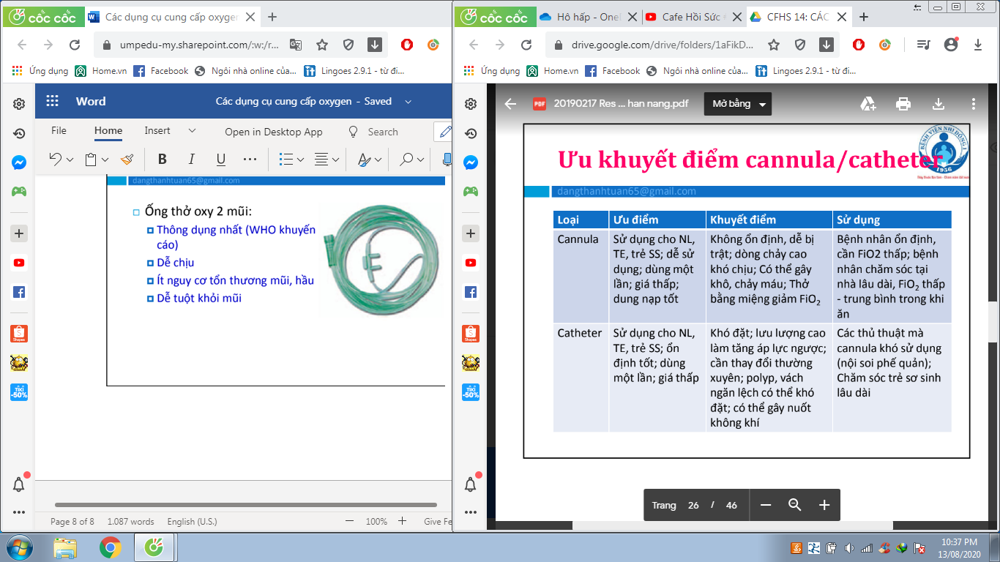 cốc cốc
Các dụng cụ cung cấp oxygen
umpedu-my.sharepoint.com/:w:/r...
Ứng dụng
Home.vn
Facebook
Ngôi nhà online của...
Lingoes 2.9.1 - từ đi...
Word
Các dụng cụ cung cấp oxygen - Saved
File
Home
Insert
Open in Desktop App
Search
B I U
dangthanhtuan65@gmail.com
Ống thở oxy 2 mũi:
Thông dụng nhất (WHO khuyến
cáo)
Dễ chịu
Ít nguy cơ tổn thương mũi, hầu
Dễ tuột khỏi mũi
Shopee
TIKI
-50%
Page 8 of 8
1.087 words
English (U.S.)
100%
Give Fe
cốc cốc
Hô hấp - OneI
Cafe Hồi Sức
CFHS 14: CÁC
drive.google.com/drive/folders/1aFikD...
Ứng dụng
Home.vn
Facebook
Ngôi nhà online của...
Lingoes 2.9.1 - từ đi...
PDF
20190217 Res ... han nang.pdf
Mở bằng
BỆNH VIỆN NHI ĐỒNG 1
1956
Ưu khuyết điểm cannula/catheter
dangthanhtuan65@gmail.com
Loại
Ưu điểm
Khuyết điểm
Sử dụng
Cannula
Sử dụng cho NL,
TE, trẻ SS; dễ sử
dụng; dùng một
lần; giá thấp;
dung nạp tốt
Không ổn định, dễ bị
trật; dòng chảy cao
khó chịu; Có thể gây
khô, chảy máu; Thở
bằng miệng giảm FiO2
Bệnh nhân ổn định,
cần FiO2 thấp; bệnh
nhân chăm sóc tại
nhà lâu dài, FiO2 thấp
- trung bình trong khi
ăn
Catheter
Sử dụng cho NL,
TE, trẻ SS; ổn
định tốt; dùng
một lần; giá thấp
Khó đặt; lưu lượng cao
làm tăng áp lực ngược;
cần thay đổi thường
xuyên; polyp, vách
ngăn lệch có thể khó
đặt; có thể gây nuốt
không khí
Các thủ thuật mà
cannula khó sử dụng
(nội soi phế quản);
Chăm sóc trẻ sơ sinh
lâu dài
Shopee
TIKI
-50%
Trang 26 / 46
10:37 PM
13/08/2020